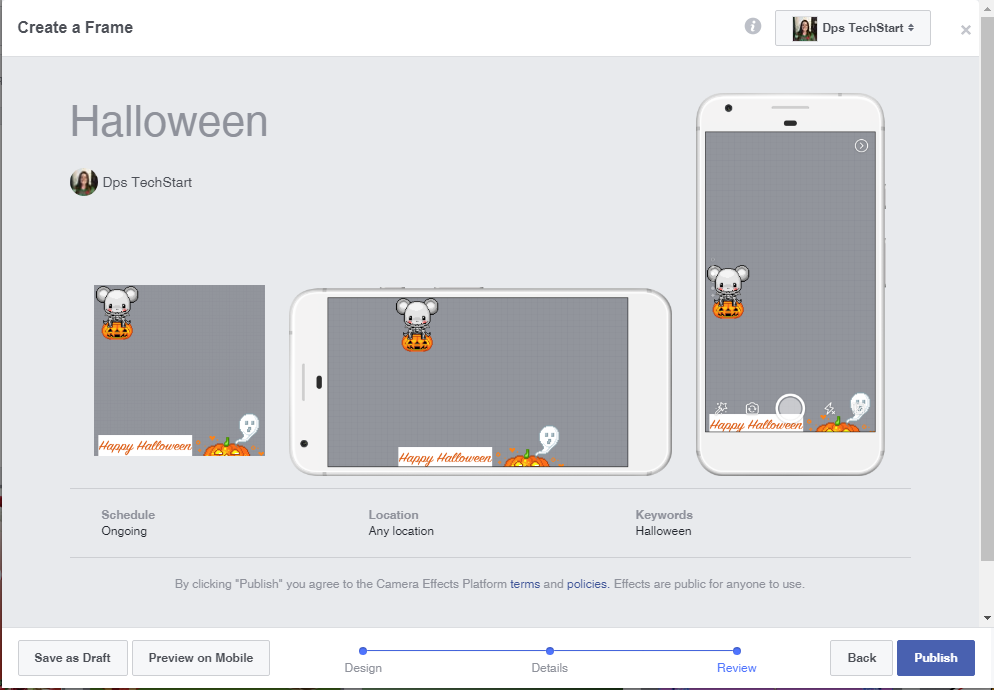 Create a Frame
Dps TechStart
Halloween
Dps TechStart
Happy Halloween
Happy Halloween
Happy Halloween
Schedule
Ongoing
Location
Any location
Keywords
Halloween
By clicking "Publish" you agree to the Camera Effects Platform terms and policies. Effects are public for anyone to use.
Save as Draft
Preview on Mobile
Design
Details
Review
Back
Publish